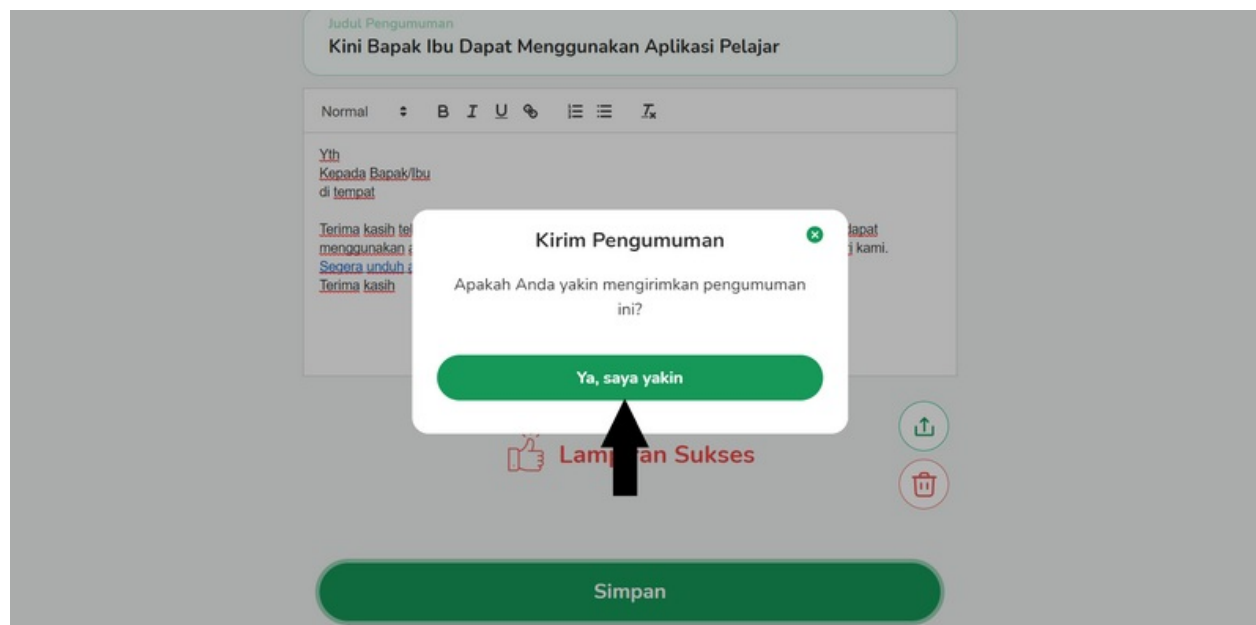 Judul Pengumuman
Kini Bapak Ibu Dapat Menggunakan Aplikasi Pelajar
Normal B I U
Yth
Kepada Bapak/Ibu
di tempat
Terima kasih dapat
menggunakan kami.
Segera unduh
Terima kasih
Kirim Pengumuman
Apakah Anda yakin mengirimkan pengumuman
ini?
Ya, saya yakin
Sukses
Simpan